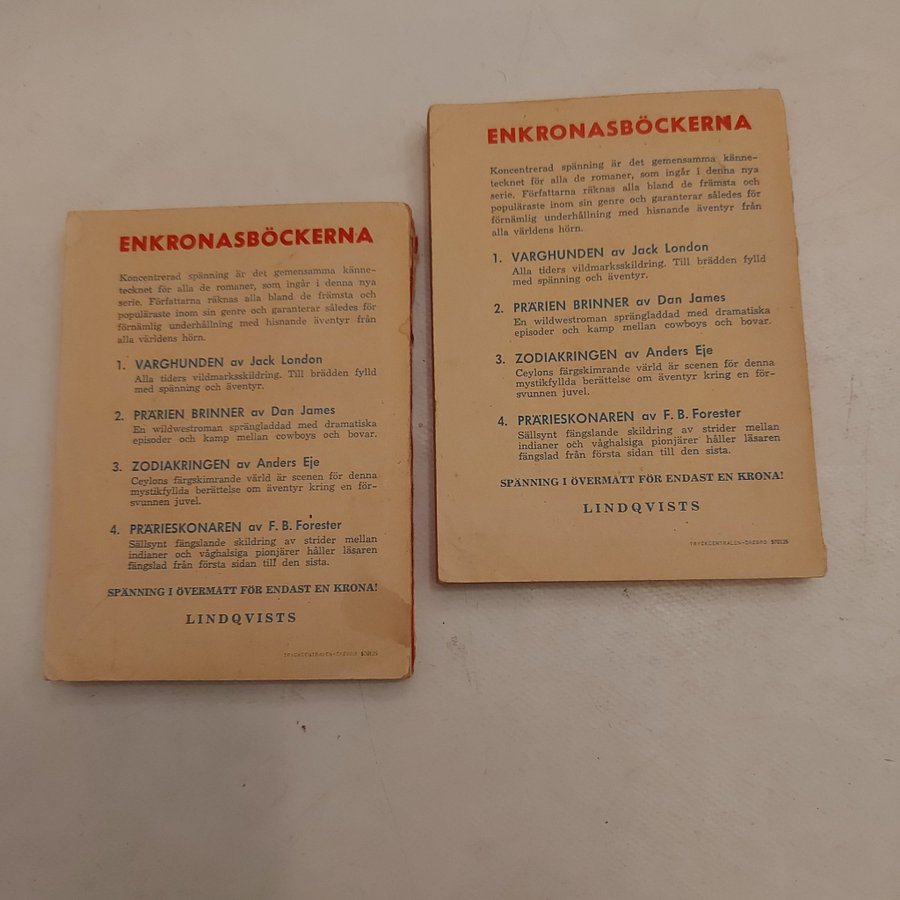 ENKRONASBÖCKERNA
Koncentrerad spänning är det gemensamma känne-
tecknet för alla de romaner, som ingår i denna nya
serie. Författarna räknas alla bland de främsta och
populäraste inom sin genre och garanterar således för
förnämlig underhållning med hisnande äventyr från
alla världens hörn.
1. VARGHUNDEN av Jack London
Alla tiders vildmarksskildring. Till brädden fylld
med spänning och äventyr.
2. PRÄRIEN BRINNER av Dan James
En wildwestroman sprängladdad med dramatiska
episoder och kamp mellan cowboys och bovar.
3. ZODIAKRINGEN av Anders Eje
Ceylons färgskimrande värld är scenen för denna
mystikfyllda berättelse om äventyr kring en för-
svunnen juvel.
4. PRÄRIESKONAREN av F. B. Forester
Sällsynt fängslande skildring av strider mellan
indianer och våghalsiga pionjärer håller läsaren
fängslad från första sidan till den sista.
SPÄNNING I ÖVERMATT FÖR ENDAST EN KRONA!
LINDQVISTS
TRYCKCENTRALEN-ÖREBRO 570125
ENKRONASBÖCKERNA
Koncentrerad spänning är det gemensamma känne-
tecknet för alla de romaner, som ingår i denna nya
serie. Författarna räknas alla bland de främsta och
populäraste inom sin genre och garanterar således för
förnämlig underhållning med hisnande äventyr från
alla världens hörn.
1. VARGHUNDEN av Jack London
Alla tiders vildmarksskildring. Till brädden fylld
med spänning och äventyr.
2. PRÄRIEN BRINNER av Dan James
En wildwestroman sprängladdad med dramatiska
episoder och kamp mellan cowboys och bovar.
3. ZODIAKRINGEN av Anders Eje
Ceylons färgskimrande värld är scenen för denna
mystikfyllda berättelse om äventyr kring en för-
svunnen juvel.
4. PRÄRIESKONAREN av F. B. Forester
Sällsynt fängslande skildring av strider mellan
indianer och våghalsiga pionjärer håller läsaren
fängslad från första sidan till den sista.
SPÄNNING I ÖVERMATT FÖR ENDAST EN KRONA!
LINDQVISTS
TRYCKCENTRALEN-ÖREBRO 570125